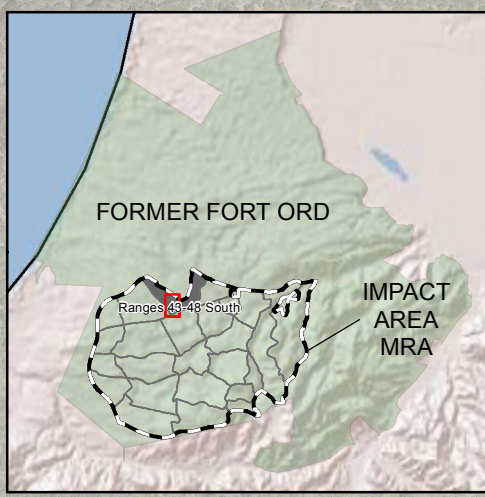 FORMER FORT ORD
Ranges 43-48 South
IMPACT
AREA
MRA